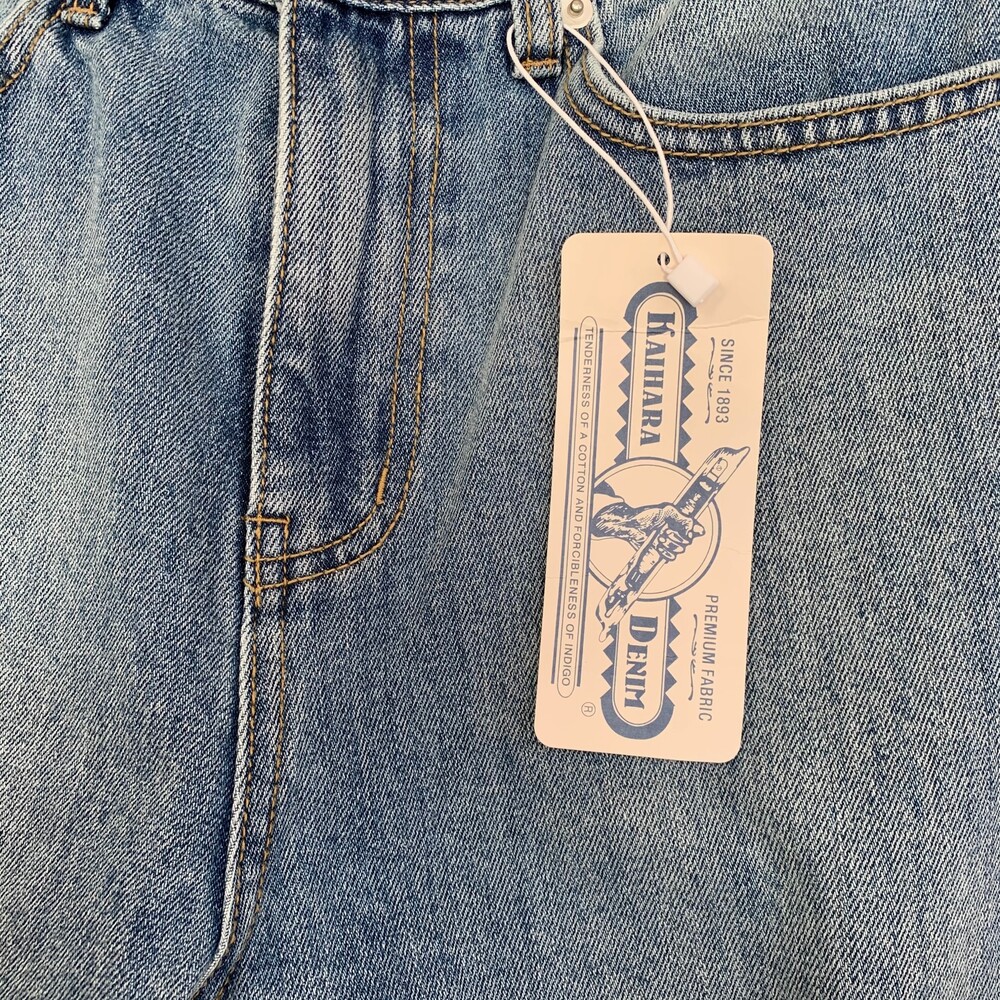 SINCE 1893
PREMIUM FABRIC
KAIHARA
DENIM
TENDERNESS OF A COTTON AND FORCIBLENESS OF INDIGO
®